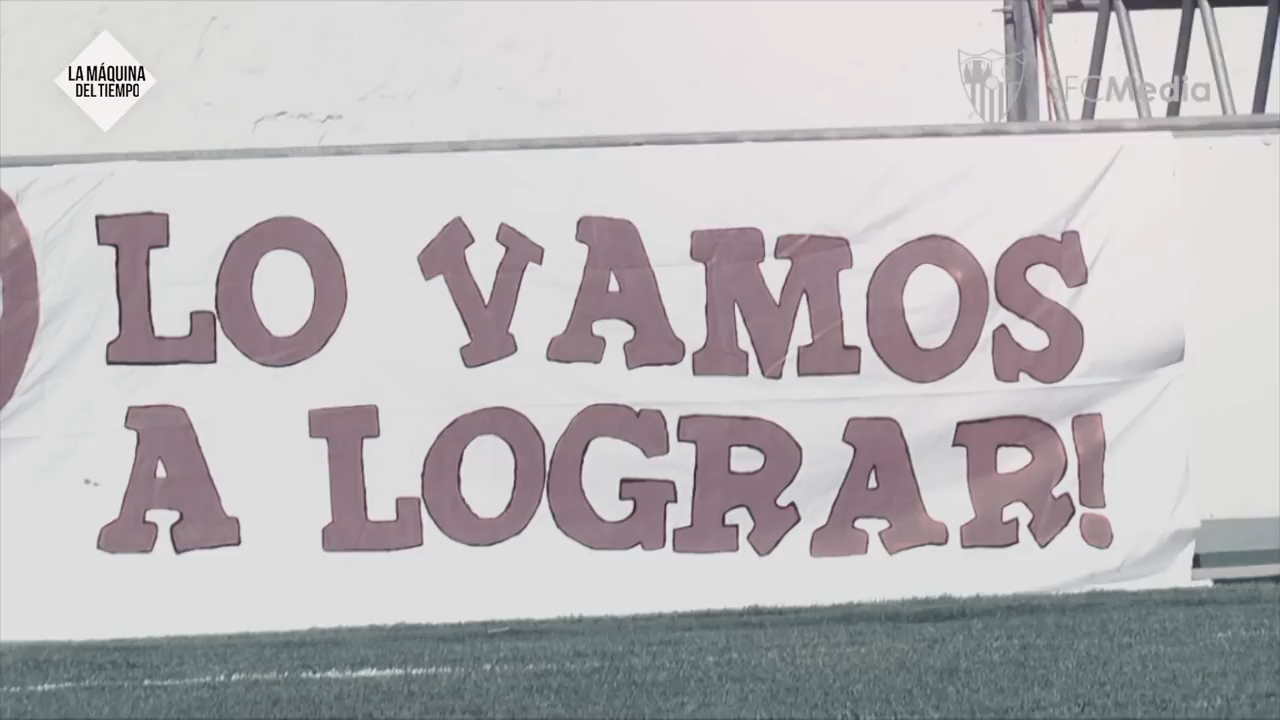 LA MÁQUINA
DEL TIEMPO
SFCMedia
LO VAMOS
A LOGRAR!